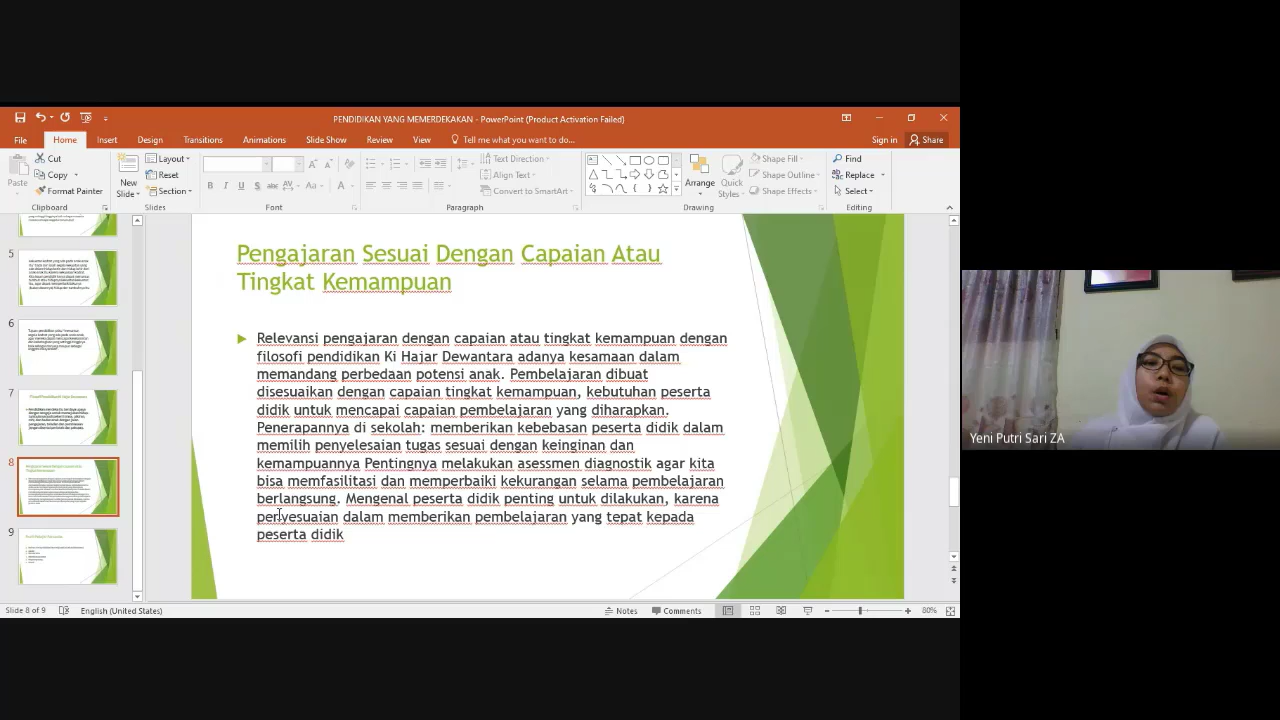 PENDIDIKAN YANG MEMERDEKAKAN - PowerPoint (Product Activation Failed)
File Home Insert Design Transitions Animations Slide Show Review View Tell me what you want to do... Sign in Share
Paste Cut Copy Format Painter
Clipboard
New Slide Layout Reset Section
Slides
Font
Text Direction Align Text Convert to SmartArt
Paragraph
Arrange Quick Styles Shape Fill Shape Outline Shape Effects
Drawing
Find Replace Select
Editing
5
6
7
8
9
Pengajaran Sesuai Dengan Capaian Atau
Tingkat Kemampuan
Relevansi pengajaran dengan capaian atau tingkat kemampuan dengan
filosofi pendidikan Ki Hajar Dewantara adanya kesamaan dalam
memandang perbedaan potensi anak. Pembelajaran dibuat
disesuaikan dengan capaian tingkat kemampuan, kebutuhan peserta
didik untuk mencapai capaian pembelajaran yang diharapkan.
Penerapannya di sekolah: memberikan kebebasan peserta didik dalam
memilih penyelesaian tugas sesuai dengan keinginan dan
kemampuannya Pentingnya melakukan asessmen diagnostik agar kita
bisa memfasilitasi dan memperbaiki kekurangan selama pembelajaran
berlangsung. Mengenal peserta didik penting untuk dilakukan, karena
penyesuaian dalam memberikan pembelajaran yang tepat kepada
peserta didik
Slide 8 of 9 English (United States) Notes Comments 80%
Yeni Putri Sari ZA